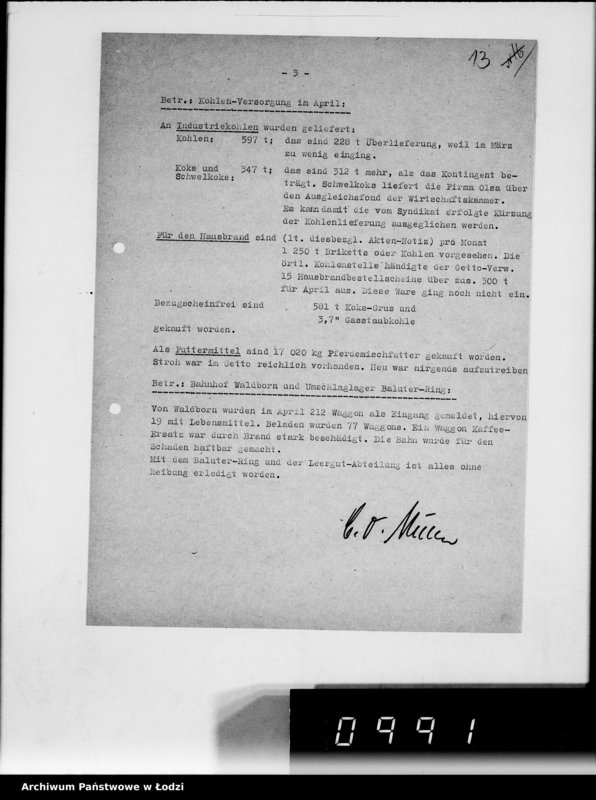 - 3 -
13
Betr.: Kohlen-Versorgung im April:
An Industriekohlen wurden geliefert:
Kohlen: 597 t; das sind 228 t Überlieferung, weil im März
zu wenig einging.
Koks und 347 t; das sind 312 t mehr, als das Kontingent be-
Schwelkoks: trägt. Schwelkoks liefert die Firma Olsa über
den Ausgleichsfond der Wirtschaftskammer.
Es kann damit die vom Syndikat erfolgte Kürzung
der Kohlenlieferung ausgeglichen werden.
Für den Hausbrand sind (lt. diesbezgl. Akten-Notiz) pro Monat
1 250 t Briketts oder Kohlen vorgesehen. Die
örtl. Kohlenstelle händigte der Getto-Verw.
15 Hausbrandbestellscheine über zus. 300 t
für April aus. Diese Ware ging noch nicht ein.
Bezugscheinfrei sind 581 t Koks-Grus und
3,7" Gasstaubkohle
gekauft worden.
Als Futtermittel sind 17 020 kg Pferdemischfutter gekauft worden.
Stroh war im Getto reichlich vorhanden. Heu war nirgends aufzutreiben
Betr.: Bahnhof Waldborn und Umschlaglager Baluter-Ring:
Von Waldborn wurden im April 212 Waggon als Eingang gemeldet, hiervon
19 mit Lebensmittel. Beladen wurden 77 Waggons. Ein Waggon Kaffee-
Ersatz war durch Brand stark beschädigt. Die Bahn wurde für den
Schaden haftbar gemacht.
Mit dem Baluter-Ring und der Leergut-Abteilung ist alles ohne
Reibung erledigt worden.
0991
Archiwum Państwowe w Łodzi